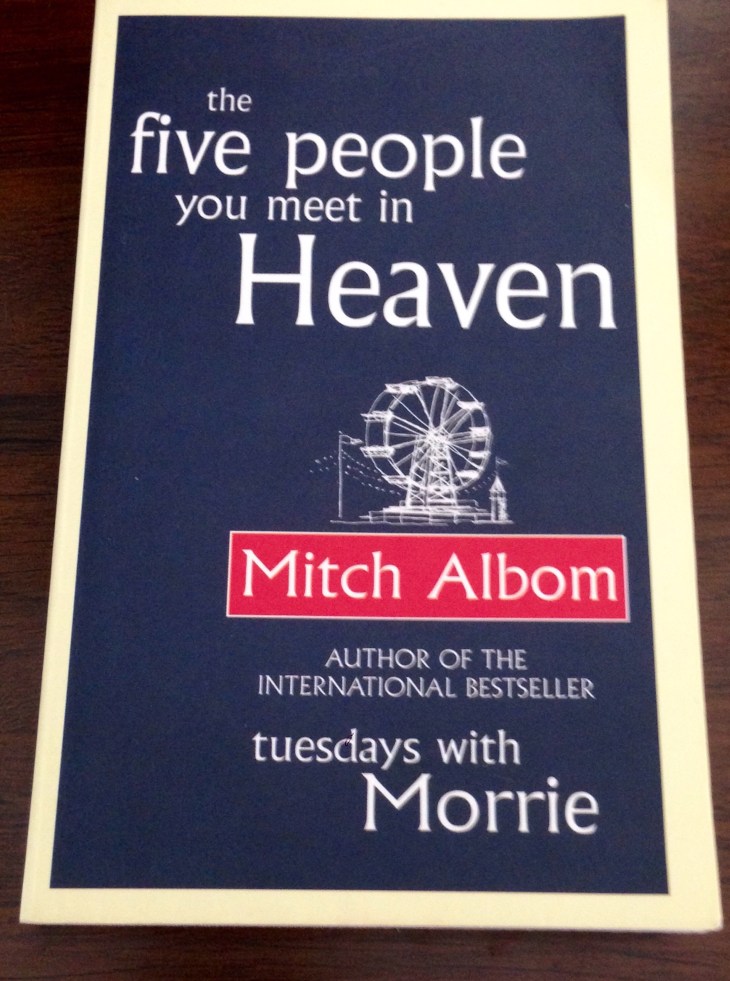 the
five people
you meet in
Heaven
Mitch Albom
AUTHOR OF THE
INTERNATIONAL BESTSELLER
tuesdays with
Morrie